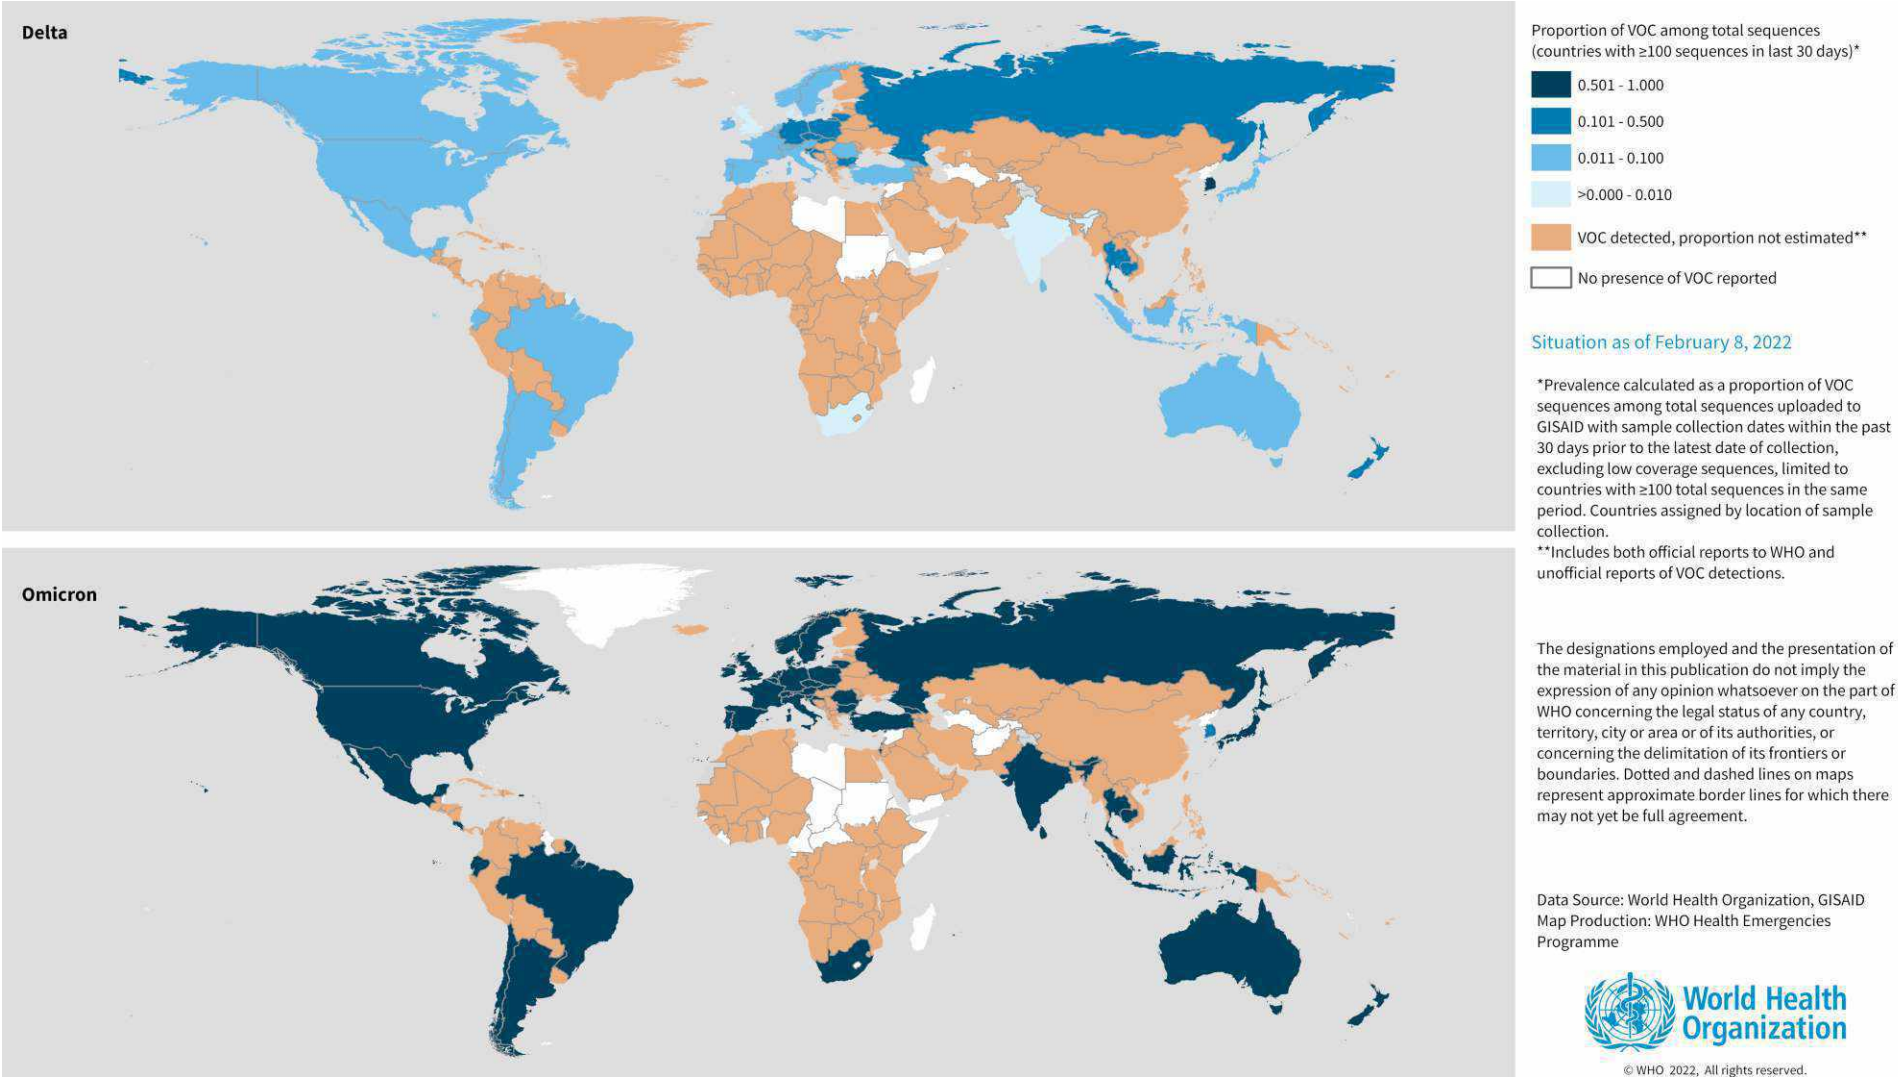 Delta
Proportion of VOC among total sequences
(countries with ≥100 sequences in last 30 days)*
0.501 - 1.000
0.101 - 0.500
0.011 - 0.100
>0.000 - 0.010
VOC detected, proportion not estimated**
No presence of VOC reported
Situation as of February 8, 2022
*Prevalence calculated as a proportion of VOC
sequences among total sequences uploaded to
GISAID with sample collection dates within the past
30 days prior to the latest date of collection,
excluding low coverage sequences, limited to
countries with ≥100 total sequences in the same
period. Countries assigned by location of sample
collection.
**Includes both official reports to WHO and
unofficial reports of VOC detections.
Omicron
The designations employed and the presentation of
the material in this publication do not imply the
expression of any opinion whatsoever on the part of
WHO concerning the legal status of any country,
territory, city or area or of its authorities, or
concerning the delimitation of its frontiers or
boundaries. Dotted and dashed lines on maps
represent approximate border lines for which there
may not yet be full agreement.
Data Source: World Health Organization, GISAID
Map Production: WHO Health Emergencies
Programme
World Health
Organization
© WHO 2022, All rights reserved.